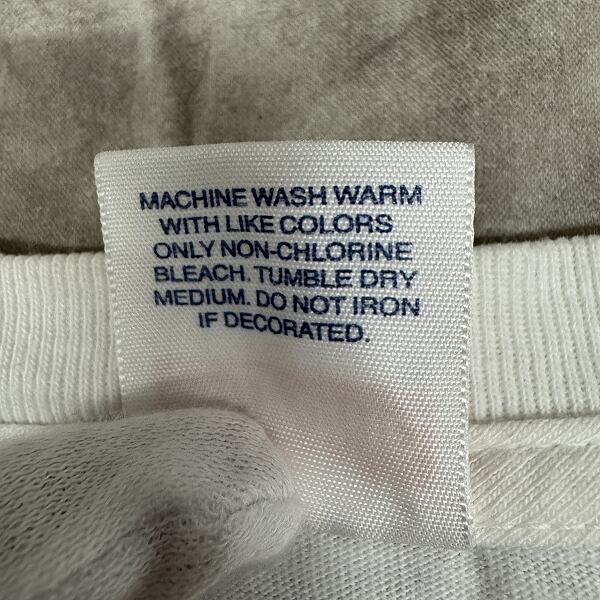 MACHINE WASH WARM
WITH LIKE COLORS
ONLY NON-CHLORINE
BLEACH. TUMBLE DRY
MEDIUM. DO NOT IRON
IF DECORATED.